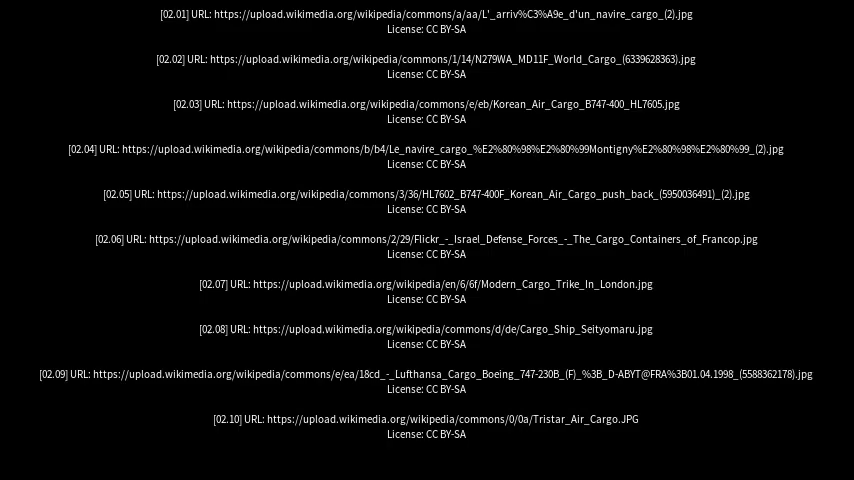 [02.01] URL: https://upload.wikimedia.org/wikipedia/commons/a/aa/L'_arriv%C3%A9e_d'un_navire_cargo_(2).jpg
License: CC BY-SA
[02.02] URL: https://upload.wikimedia.org/wikipedia/commons/1/14/N279WA_MD11F_World_Cargo_(6339628363).jpg
License: CC BY-SA
[02.03] URL: https://upload.wikimedia.org/wikipedia/commons/e/eb/Korean_Air_Cargo_B747-400_HL7605.jpg
License: CC BY-SA
[02.04] URL: https://upload.wikimedia.org/wikipedia/commons/b/b4/Le_navire_cargo_%E2%80%98%E2%80%99Montigny%E2%80%98%E2%80%99_(2).jpg
License: CC BY-SA
[02.05] URL: https://upload.wikimedia.org/wikipedia/commons/3/36/HL7602_B747-400F_Korean_Air_Cargo_push_back_(5950036491)_(2).jpg
License: CC BY-SA
[02.06] URL: https://upload.wikimedia.org/wikipedia/commons/2/29/Flickr_-_Israel_Defense_Forces_-_The_Cargo_Containers_of_Francop.jpg
License: CC BY-SA
[02.07] URL: https://upload.wikimedia.org/wikipedia/en/6/6f/Modern_Cargo_Trike_In_London.jpg
License: CC BY-SA
[02.08] URL: https://upload.wikimedia.org/wikipedia/commons/d/de/Cargo_Ship_Seityomaru.jpg
License: CC BY-SA
[02.09] URL: https://upload.wikimedia.org/wikipedia/commons/e/ea/18cd_-_Lufthansa_Cargo_Boeing_747-230B_(F)_%3B_D-ABYT@FRA%3B01.04.1998_(5588362178).jpg
License: CC BY-SA
[02.10] URL: https://upload.wikimedia.org/wikipedia/commons/0/0a/Tristar_Air_Cargo.JPG
License: CC BY-SA